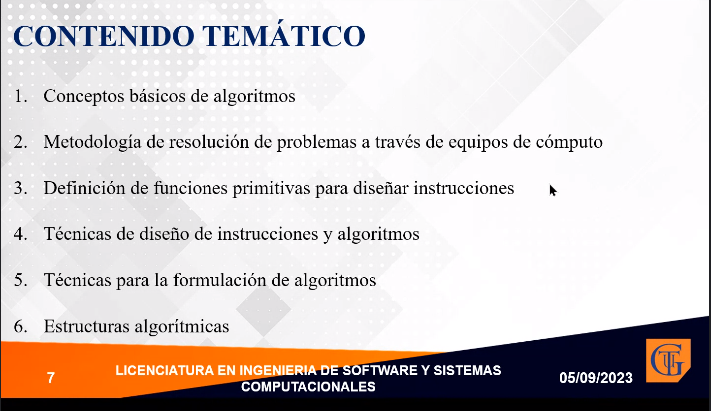 CONTENIDO TEMÁTICO
1. Conceptos básicos de algoritmos
2. Metodología de resolución de problemas a través de equipos de cómputo
3. Definición de funciones primitivas para diseñar instrucciones
4. Técnicas de diseño de instrucciones y algoritmos
5. Técnicas para la formulación de algoritmos
6. Estructuras algorítmicas
7
LICENCIATURA EN INGENIERIA DE SOFTWARE Y SISTEMAS
COMPUTACIONALES
05/09/2023